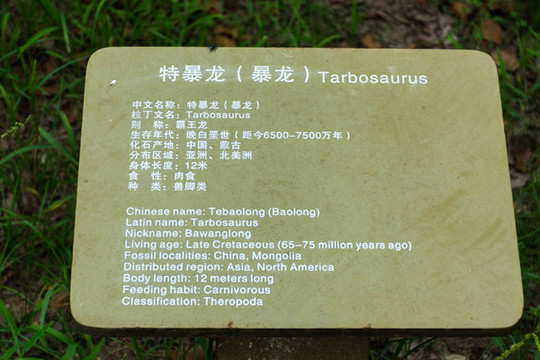 特暴龙（暴龙）Tarbosaurus
中文名称：特暴龙（暴龙）
拉丁文名：Tarbosaurus
别 称：霸王龙
生存年代：晚白垩世（距今6500-7500万年）
化石产地：中国、蒙古
分布区域：亚洲、北美洲
身体长度：12米
食 性：肉食
种 类：兽脚类
Chinese name: Tebaolong (Baolong)
Latin name: Tarbosaurus
Nickname: Bawanglong
Living age: Late Cretaceous (65-75 million years ago)
Fossil localities: China, Mongolia
Distributed region: Asia, North America
Body length: 12 meters long
Feeding habit: Carnivorous
Classification: Theropoda